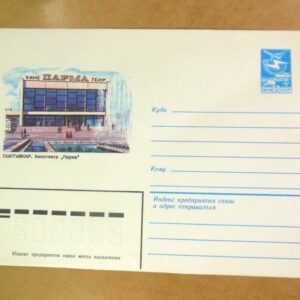 КИНО ПАРМА ТЕАТР
СЫКТЫВКАР. Кинотеатр „Парма"
Куда
Кому
Индекс предприятия связи
и адрес отправителя
Индекс предприятия связи места назначения